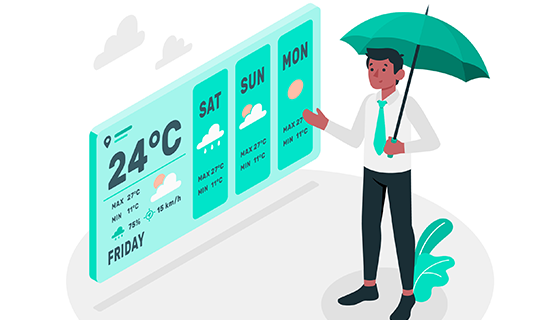 24°C
MAX 27°C
MIN 11°C
75%
15 km/h
FRIDAY
SAT
MAX 27°C
MIN 11°C
SUN
MAX 27°C
MIN 11°C
MON
MAX 27°C
MIN 11°C